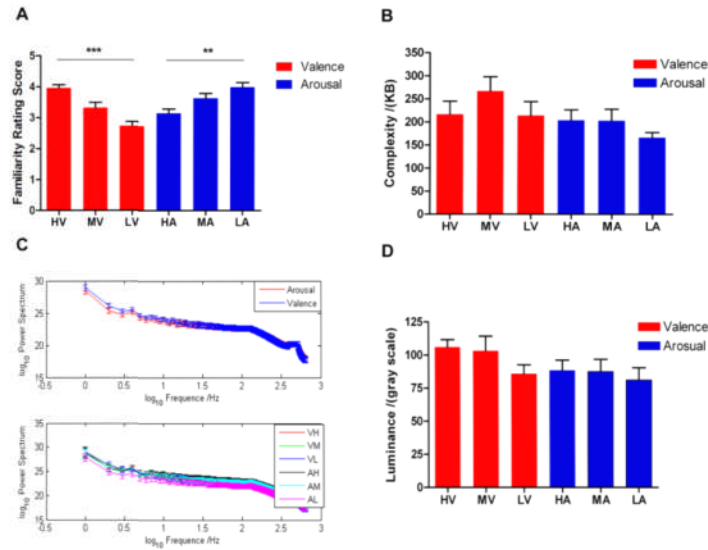 A
***
**
Valence
Arousal
Familiarity Rating Score
5
4
3
2
1
0
HV MV LV HA MA LA
B
Valence
Arousal
Complexity /(KB)
350
300
250
200
150
100
50
0
HV MV LV HA MA LA
C
Arousal
Valence
log10 Power Spectrum
30
25
20
15
-0.5 0 0.5 1 1.5 2 2.5 3
log10 Frequence /Hz
VH
VM
VL
AH
AM
AL
log10 Power Spectrum
30
25
20
15
-0.5 0 0.5 1 1.5 2 2.5 3
log10 Frequence /Hz
D
Valence
Arosual
Luminance /(gray scale)
125
100
75
50
25
0
HV MV LV HA MA LA